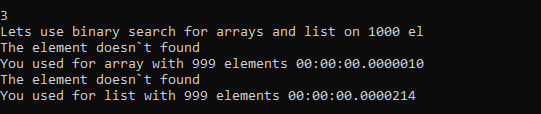 3
Lets use binary search for arrays and list on 1000 el
The element doesn`t found
You used for array with 999 elements 00:00:00.0000010
The element doesn`t found
You used for list with 999 elements 00:00:00.0000214